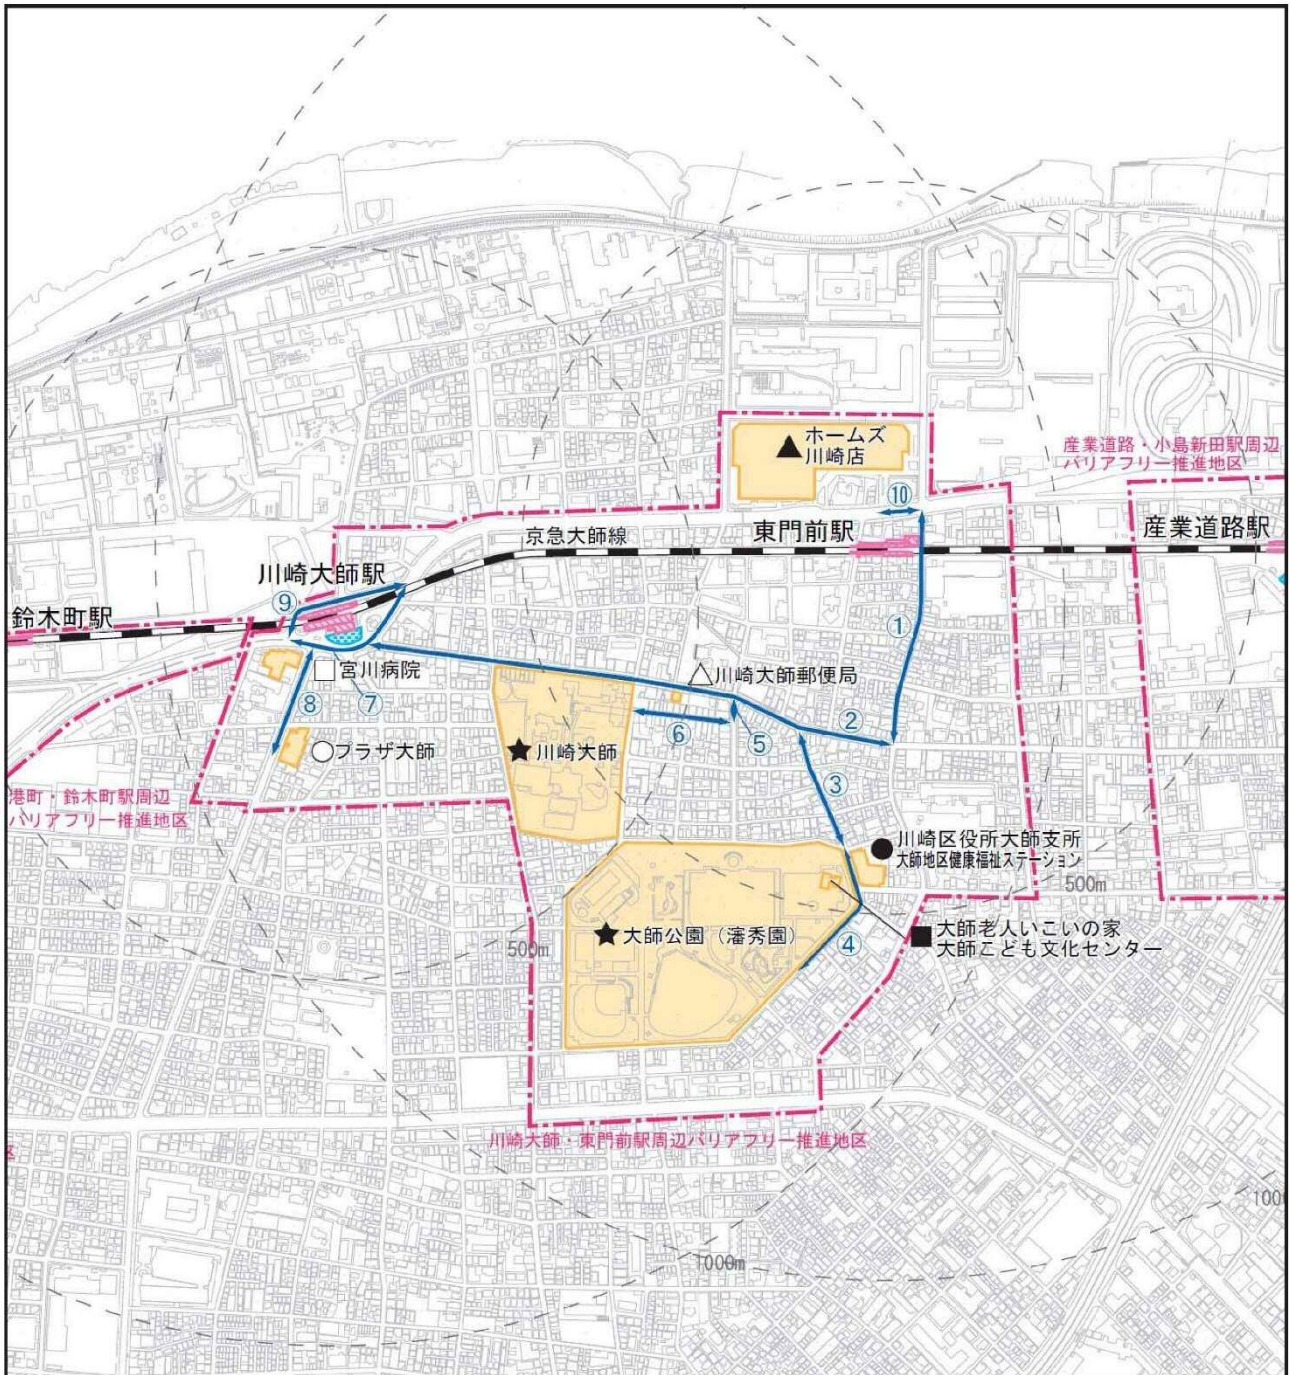 ホームズ
川崎店
産業道路・小島新田駅周辺
バリアフリー推進地区
⑩
東門前駅
産業道路駅
京急大師線
川崎大師駅
⑨
鈴木町駅
①
宮川病院
川崎大師郵便局
⑧
⑦
②
⑥
⑤
川崎大師
プラザ大師
③
港町・鈴木町駅周辺
バリアフリー推進地区
川崎区役所大師支所
大師地区健康福祉ステーション
500m
大師公園（瀋秀園）
④
大師老人いこいの家
大師こども文化センター
500m
川崎大師・東門前駅周辺バリアフリー推進地区
区
1000
1000m